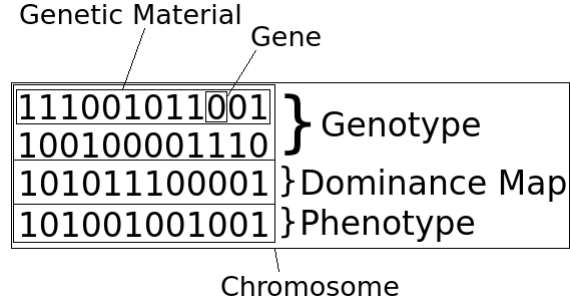 Genetic Material
Gene
111001011001
100100001110
} Genotype
101011100001 }Dominance Map
101001001001 }Phenotype
Chromosome